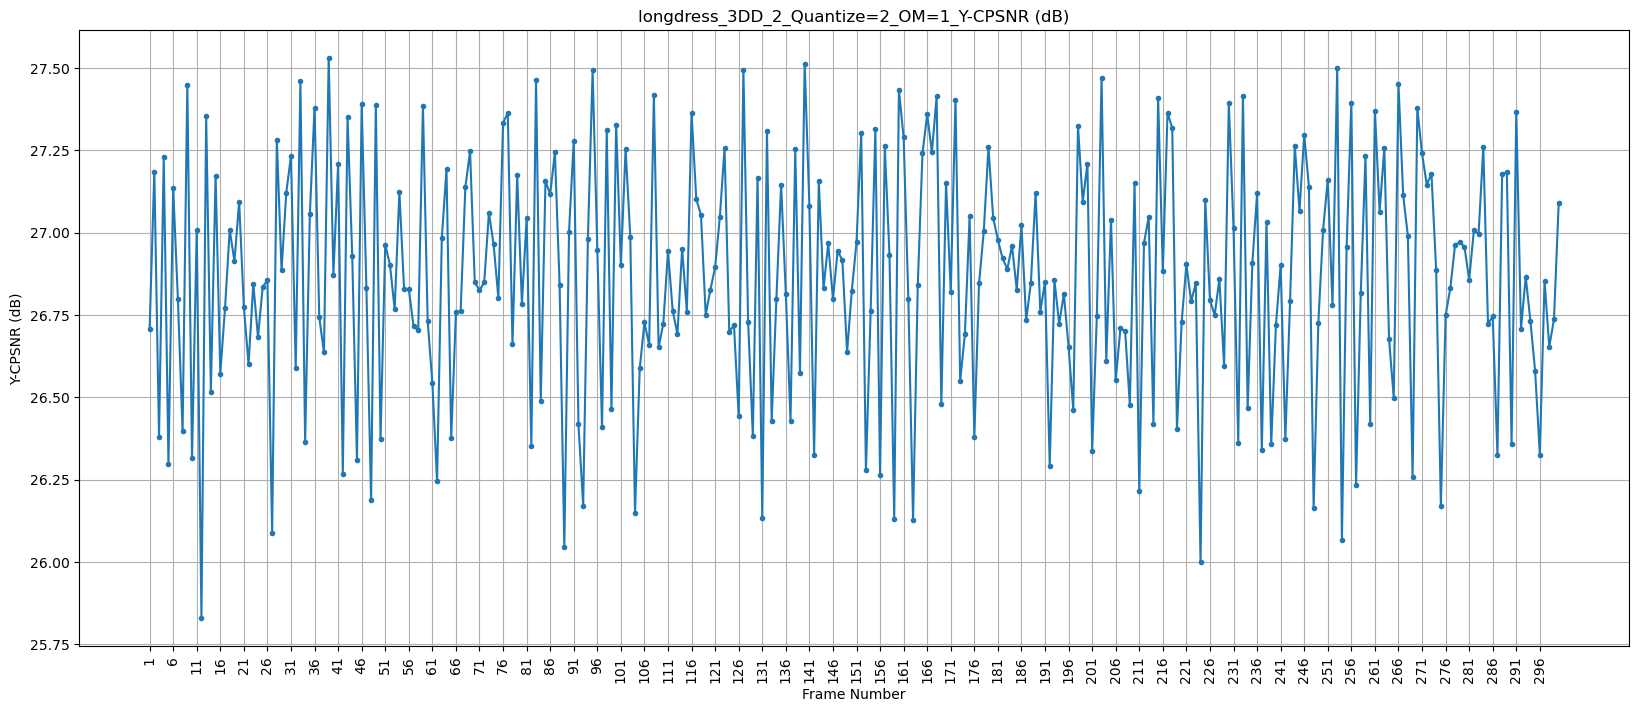 longdress_3DD_2_Quantize=2_OM=1_Y-CPSNR (dB)
Y-CPSNR (dB)
27.50
27.25
27.00
26.75
26.50
26.25
26.00
25.75
1 6 11 16 21 26 31 36 41 46 51 56 61 66 71 76 81 86 91 96 101 106 111 116 121 126 131 136 141 146 151 156 161 166 171 176 181 186 191 196 201 206 211 216 221 226 231 236 241 246 251 256 261 266 271 276 281 286 291 296
Frame Number